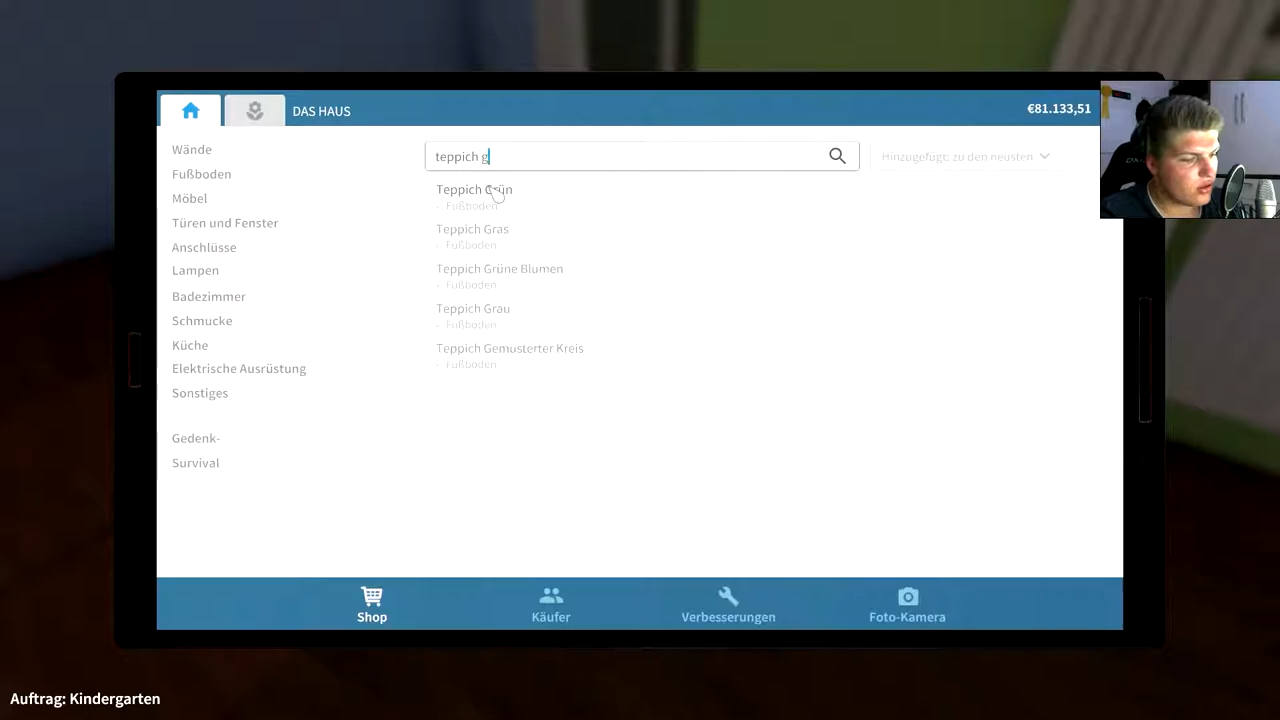 DAS HAUS
€81.133,51
Wände
Fußboden
Möbel
Türen und Fenster
Anschlüsse
Lampen
Badezimmer
Schmucke
Küche
Elektrische Ausrüstung
Sonstiges
Gedenk-
Survival
teppich g
Hinzugefügt: zu den neusten
Teppich Grün
- Fußboden
Teppich Gras
- Fußboden
Teppich Grüne Blumen
- Fußboden
Teppich Grau
- Fußboden
Teppich Gemusterter Kreis
- Fußboden
Shop
Käufer
Verbesserungen
Foto-Kamera
Auftrag: Kindergarten